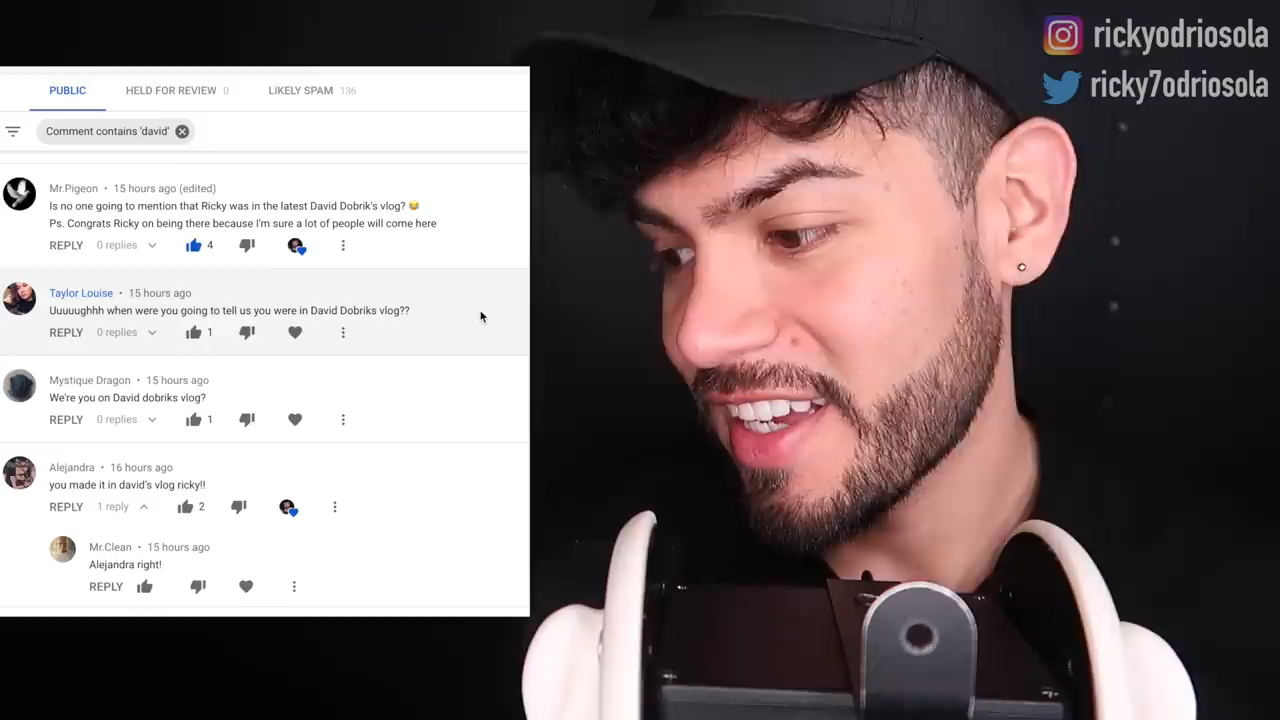 rickyodriosola
ricky7odriosola
PUBLIC HELD FOR REVIEW 0 LIKELY SPAM 136
Comment contains 'david'
Mr.Pigeon • 15 hours ago (edited)
Is no one going to mention that Ricky was in the latest David Dobrik's vlog? 😂
Ps. Congrats Ricky on being there because I'm sure a lot of people will come here
REPLY 0 replies 4
Taylor Louise • 15 hours ago
Uuuuughhh when were you going to tell us you were in David Dobriks vlog??
REPLY 0 replies 1
Mystique Dragon • 15 hours ago
We're you on David dobriks vlog?
REPLY 0 replies 1
Alejandra • 16 hours ago
you made it in david's vlog ricky!!
REPLY 1 reply 2
Mr.Clean • 15 hours ago
Alejandra right!
REPLY